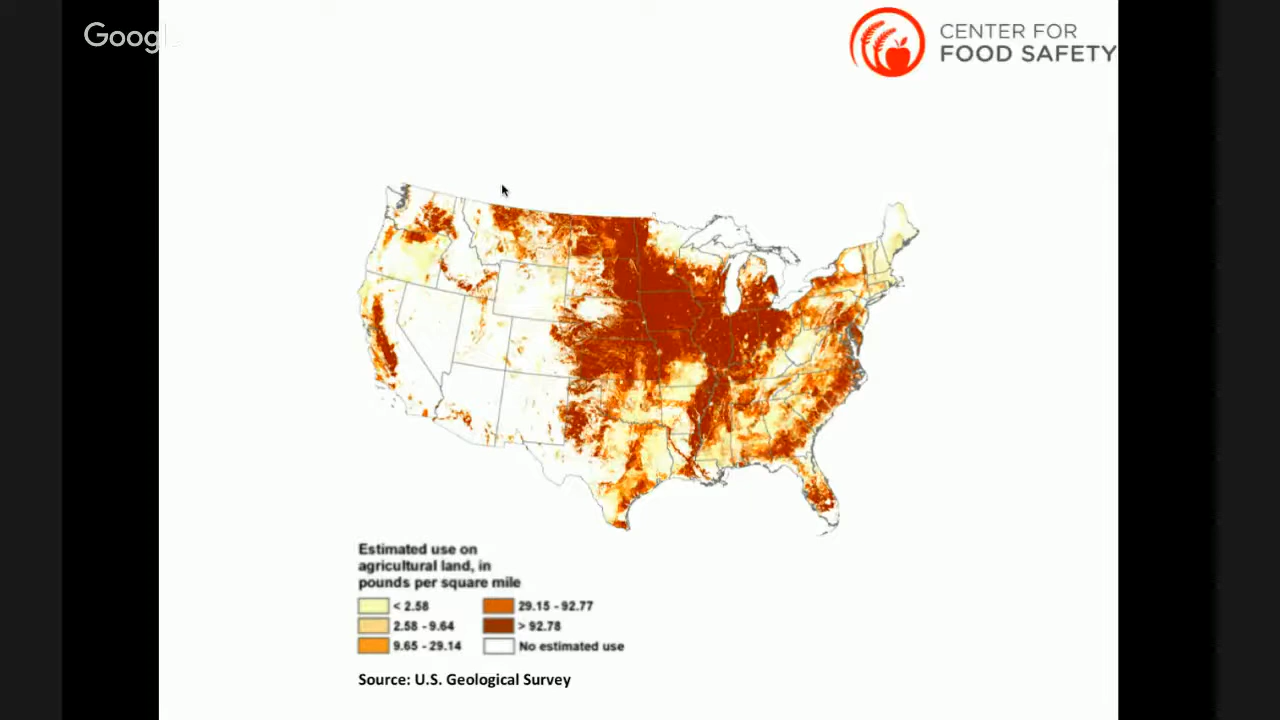 CENTER FOR
FOOD SAFETY
Estimated use on
agricultural land, in
pounds per square mile
< 2.58
2.58 - 9.64
9.65 - 29.14
29.15 - 92.77
> 92.78
No estimated use
Source: U.S. Geological Survey